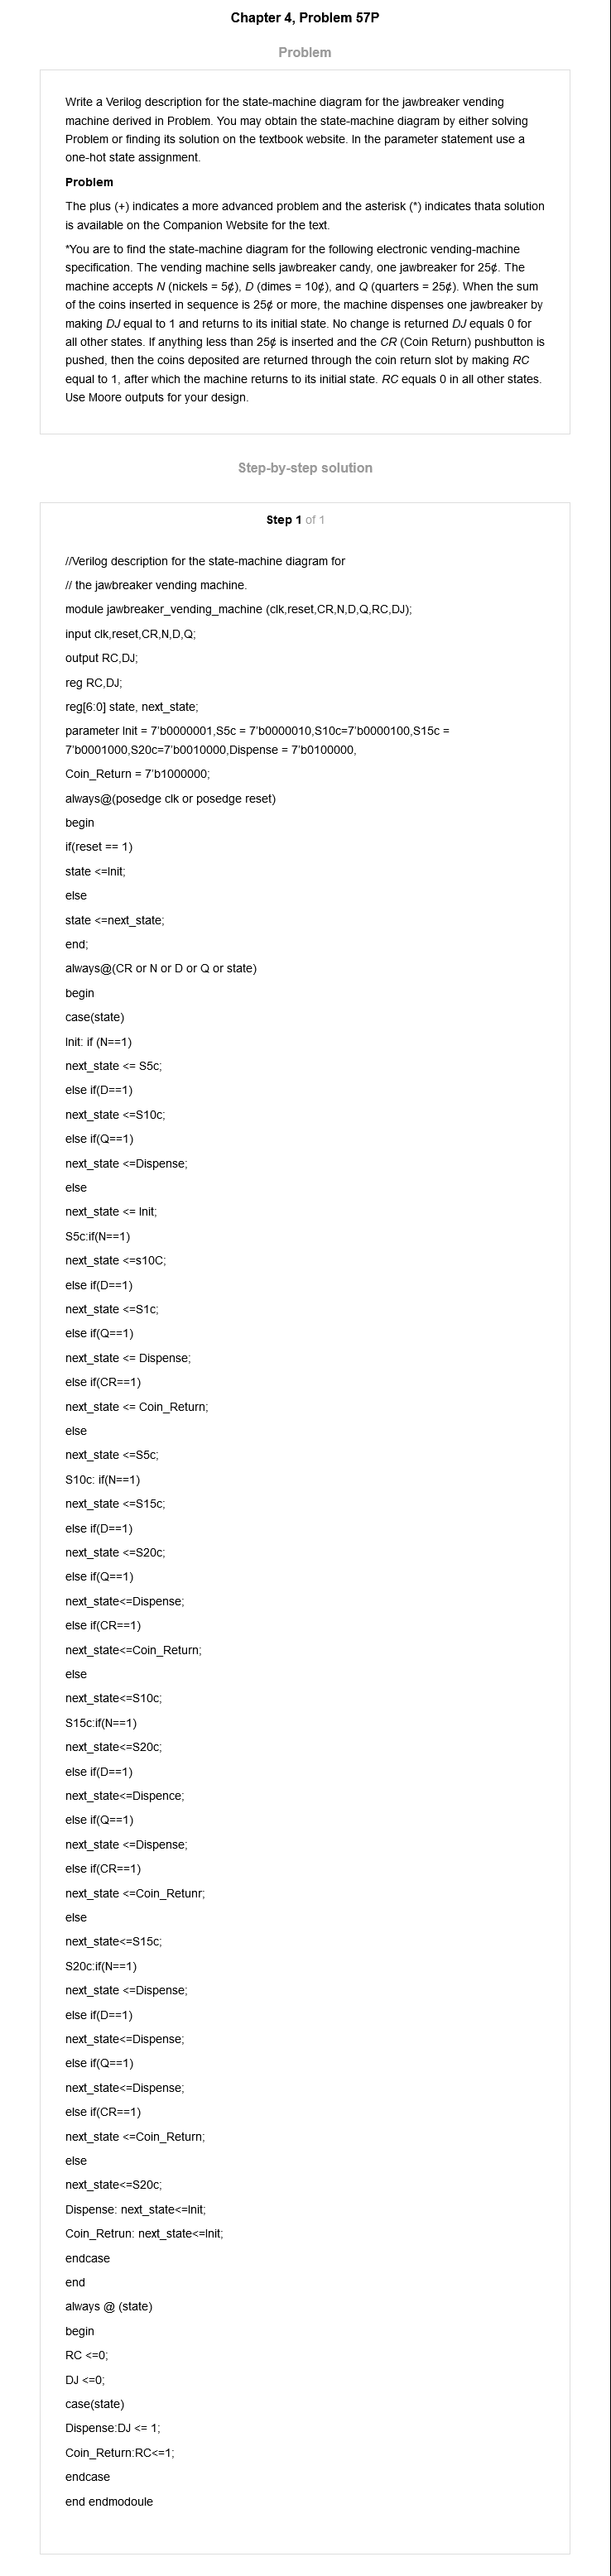 Chapter 4, Problem 57P
Problem
Write a Verilog description for the state-machine diagram for the jawbreaker vending
machine derived in Problem. You may obtain the state-machine diagram by either solving
Problem or finding its solution on the textbook website. In the parameter statement use a
one-hot state assignment.
Problem
The plus (+) indicates a more advanced problem and the asterisk (*) indicates thata solution
is available on the Companion Website for the text.
*You are to find the state-machine diagram for the following electronic vending-machine
specification. The vending machine sells jawbreaker candy, one jawbreaker for 25¢. The
machine accepts N (nickels = 5¢), D (dimes = 10¢), and Q (quarters = 25¢). When the sum
of the coins inserted in sequence is 25¢ or more, the machine dispenses one jawbreaker by
making DJ equal to 1 and returns to its initial state. No change is returned DJ equals 0 for
all other states. If anything less than 25¢ is inserted and the CR (Coin Return) pushbutton is
pushed, then the coins deposited are returned through the coin return slot by making RC
equal to 1, after which the machine returns to its initial state. RC equals 0 in all other states.
Use Moore outputs for your design.
Step-by-step solution
Step 1 of 1
//Verilog description for the state-machine diagram for
// the jawbreaker vending machine.
module jawbreaker_vending_machine (clk,reset,CR,N,D,Q,RC,DJ);
input clk,reset,CR,N,D,Q;
output RC,DJ;
reg RC,DJ;
reg[6:0] state, next_state;
parameter Init = 7'b0000001,S5c = 7'b0000010,S10c=7'b0000100,S15c =
7'b0001000,S20c=7'b0010000,Dispense = 7'b0100000,
Coin_Return = 7'b1000000;
always@(posedge clk or posedge reset)
begin
if(reset == 1)
state <=Init;
else
state <=next_state;
end;
always@(CR or N or D or Q or state)
begin
case(state)
Init: if (N==1)
next_state <= S5c;
else if(D==1)
next_state <=S10c;
else if(Q==1)
next_state <=Dispense;
else
next_state <= Init;
S5c:if(N==1)
next_state <=s10C;
else if(D==1)
next_state <=S1c;
else if(Q==1)
next_state <= Dispense;
else if(CR==1)
next_state <= Coin_Return;
else
next_state <=S5c;
S10c: if(N==1)
next_state <=S15c;
else if(D==1)
next_state <=S20c;
else if(Q==1)
next_state<=Dispense;
else if(CR==1)
next_state<=Coin_Return;
else
next_state<=S10c;
S15c:if(N==1)
next_state<=S20c;
else if(D==1)
next_state<=Dispence;
else if(Q==1)
next_state <=Dispense;
else if(CR==1)
next_state <=Coin_Retunr;
else
next_state<=S15c;
S20c:if(N==1)
next_state <=Dispense;
else if(D==1)
next_state<=Dispense;
else if(Q==1)
next_state<=Dispense;
else if(CR==1)
next_state <=Coin_Return;
else
next_state<=S20c;
Dispense: next_state<=Init;
Coin_Retrun: next_state<=Init;
endcase
end
always @ (state)
begin
RC <=0;
DJ <=0;
case(state)
Dispense:DJ <= 1;
Coin_Return:RC<=1;
endcase
end endmodoule